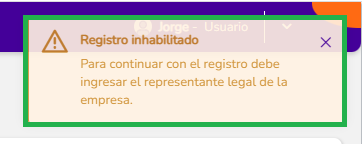 Jorge - Usuario
Registro inhabilitado
Para continuar con el registro debe
ingresar el representante legal de la
empresa.